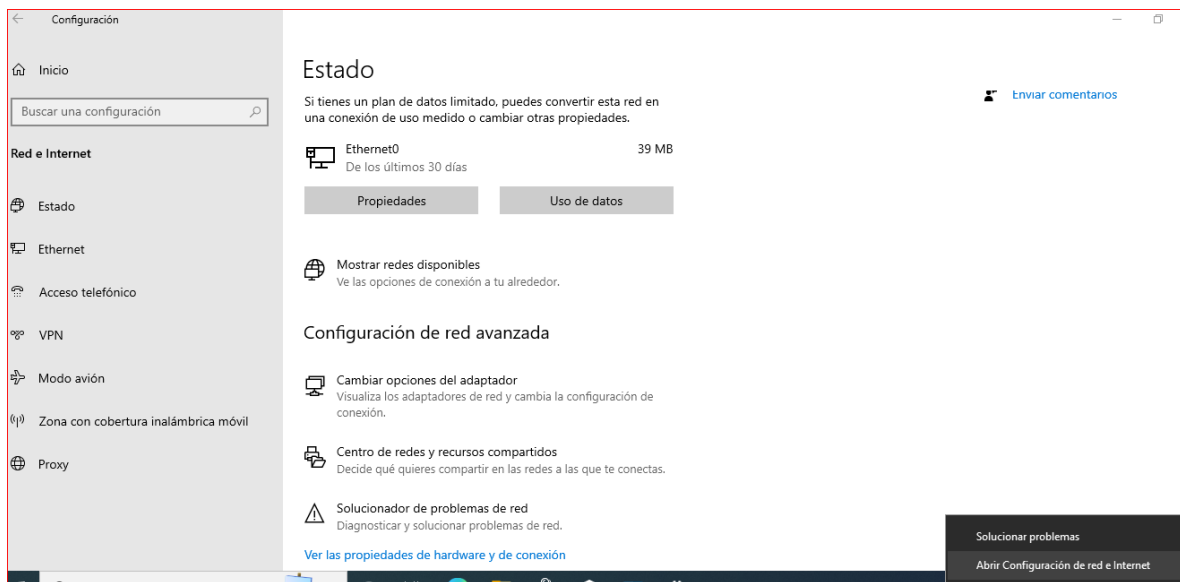 Configuración
Inicio
Buscar una configuración
Red e Internet
Estado
Ethernet
Acceso telefónico
VPN
Modo avión
Zona con cobertura inalámbrica móvil
Proxy
Estado
Si tienes un plan de datos limitado, puedes convertir esta red en
una conexión de uso medido o cambiar otras propiedades.
Ethernet0 39 MB
De los últimos 30 días
Propiedades Uso de datos
Mostrar redes disponibles
Ve las opciones de conexión a tu alrededor.
Configuración de red avanzada
Cambiar opciones del adaptador
Visualiza los adaptadores de red y cambia la configuración de
conexión.
Centro de redes y recursos compartidos
Decide qué quieres compartir en las redes a las que te conectas.
Solucionador de problemas de red
Diagnosticar y solucionar problemas de red.
Ver las propiedades de hardware y de conexión
Enviar comentarios
Solucionar problemas
Abrir Configuración de red e Internet